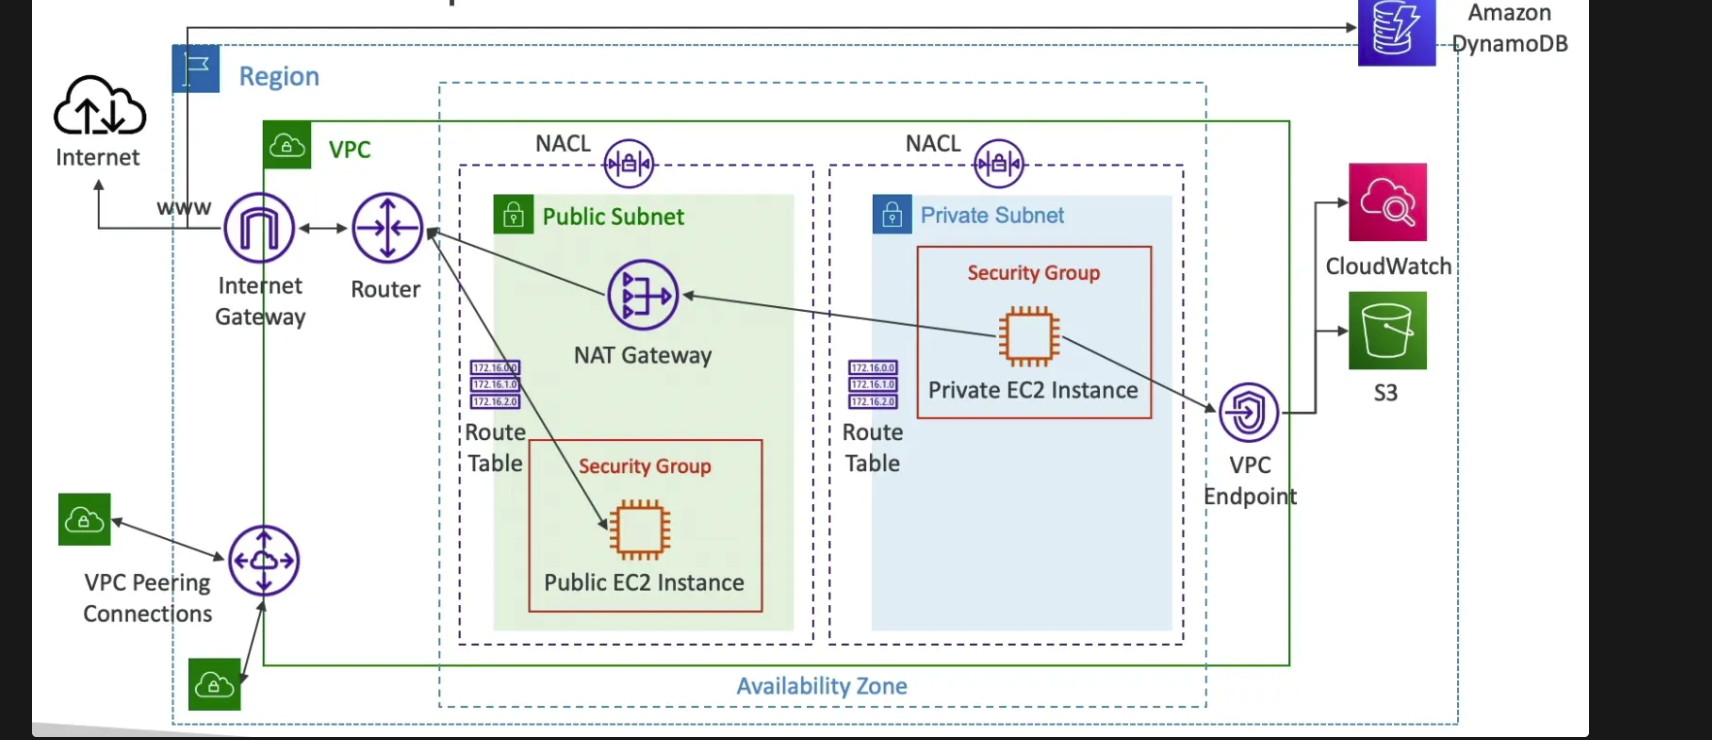 Amazon
DynamoDB
Region
Internet
VPC
NACL
NACL
www
Public Subnet
Private Subnet
Security Group
CloudWatch
Internet
Gateway
Router
NAT Gateway
172.16.0.0
172.16.1.0
172.16.2.0
172.16.0.0
172.16.1.0
172.16.2.0
Private EC2 Instance
S3
Route
Table
Route
Table
Security Group
VPC
Endpoint
Public EC2 Instance
VPC Peering
Connections
Availability Zone